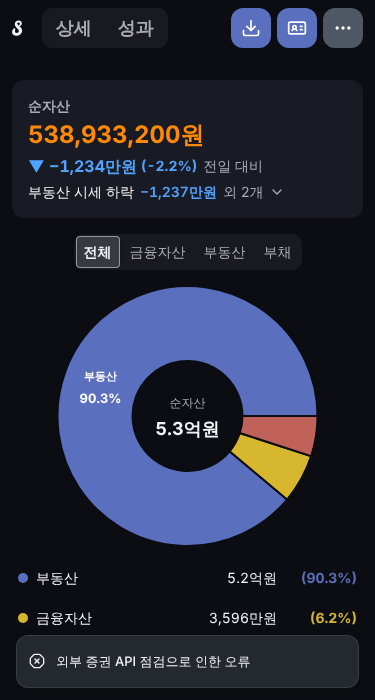 S
상세 성과
순자산
538,933,200원
▼ −1,234만원 (-2.2%) 전일 대비
부동산 시세 하락 −1,237만원 외 2개
전체 금융자산 부동산 부채
부동산
90.3%
순자산
5.3억원
부동산 5.2억원 (90.3%)
금융자산 3,596만원 (6.2%)
외부 증권 API 점검으로 인한 오류